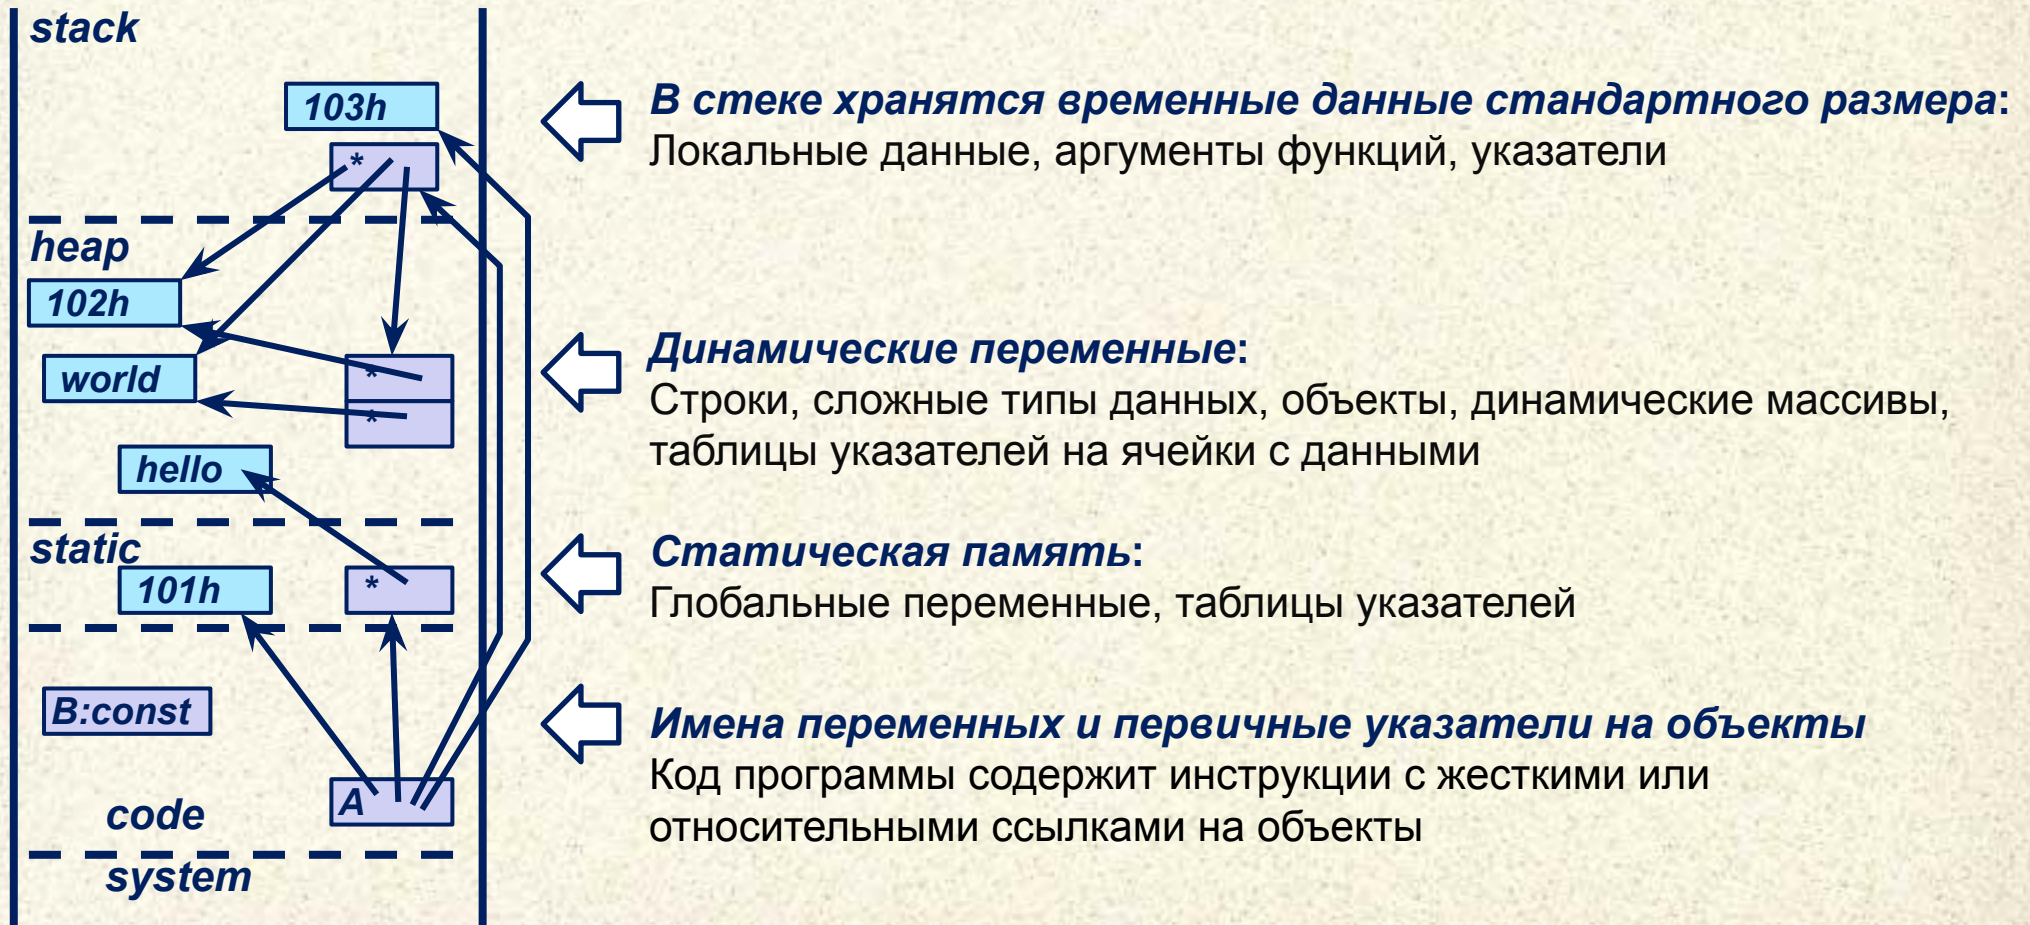 stack
103h
*
heap
102h
world
*
*
hello
static
101h
*
B:const
A
code
system
В стеке хранятся временные данные стандартного размера:
Локальные данные, аргументы функций, указатели
Динамические переменные:
Строки, сложные типы данных, объекты, динамические массивы,
таблицы указателей на ячейки с данными
Статическая память:
Глобальные переменные, таблицы указателей
Имена переменных и первичные указатели на объекты
Код программы содержит инструкции с жесткими или
относительными ссылками на объекты